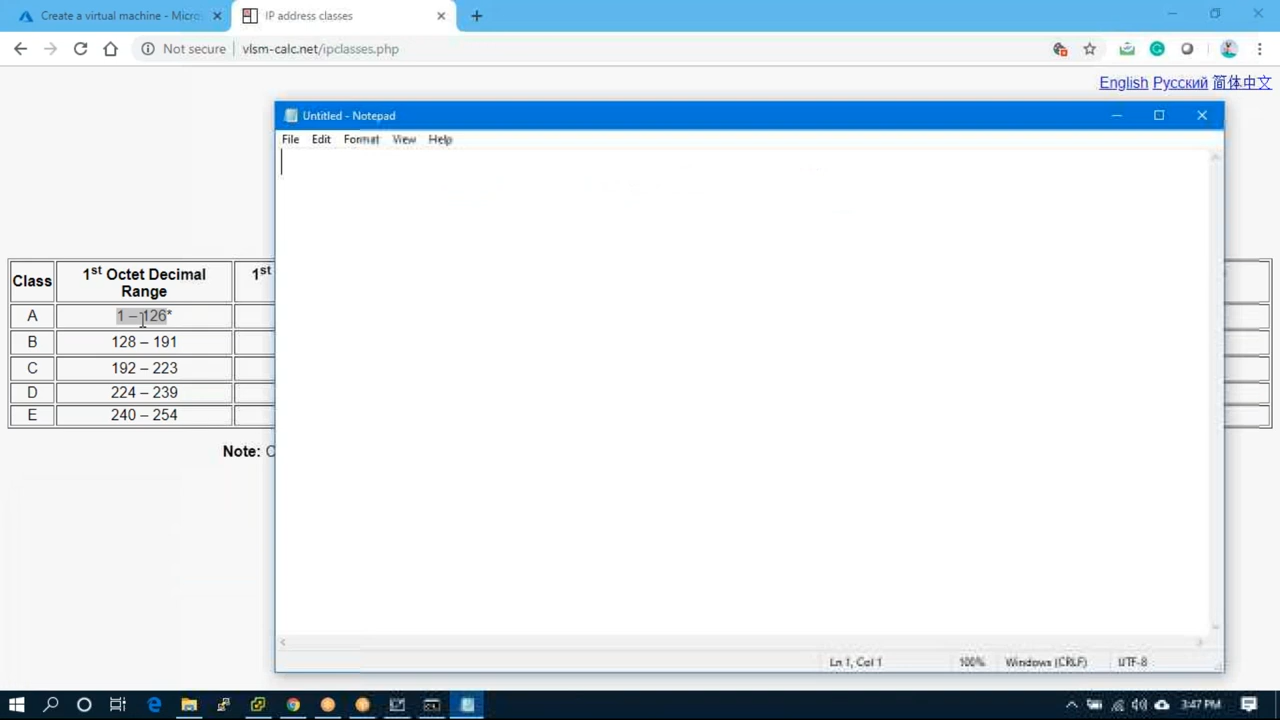 Create a virtual machine - Micro
IP address classes
Not secure
vlsm-calc.net/ipclasses.php
English Русский 简体中文
Untitled - Notepad
File Edit Format View Help
Class
1st Octet Decimal Range
1st
A
1 – 126*
B
128 – 191
C
192 – 223
D
224 – 239
E
240 – 254
Note:
Ln 1, Col 1
100%
Windows (CRLF)
UTF-8
3:47 PM